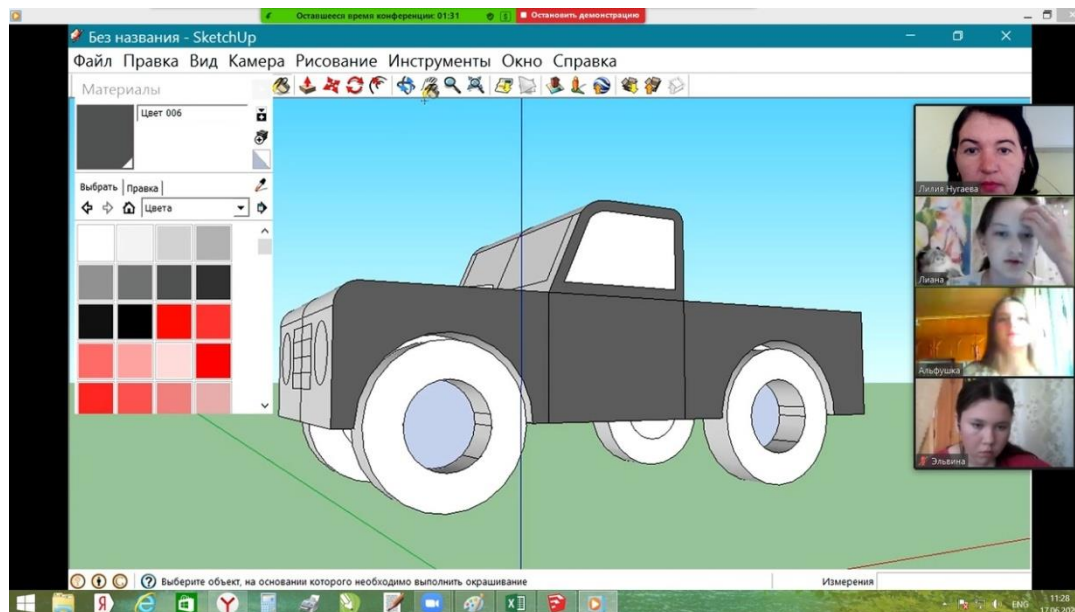 Оставшееся время конференции: 01:31
Остановить демонстрацию
Без названия - SketchUp
Файл Правка Вид Камера Рисование Инструменты Окно Справка
Материалы
Цвет 006
Выбрать Правка
Цвета
Лилия Нугаева
Лиана
Альфушка
Эльвина
Выберите объект, на основании которого необходимо выполнить окрашивание
Измерения
ENG
11:28